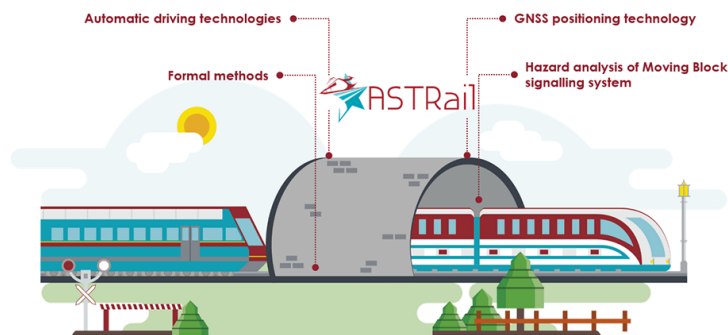 Automatic driving technologies
GNSS positioning technology
Formal methods
Hazard analysis of Moving Block
signalling system
ASTRail